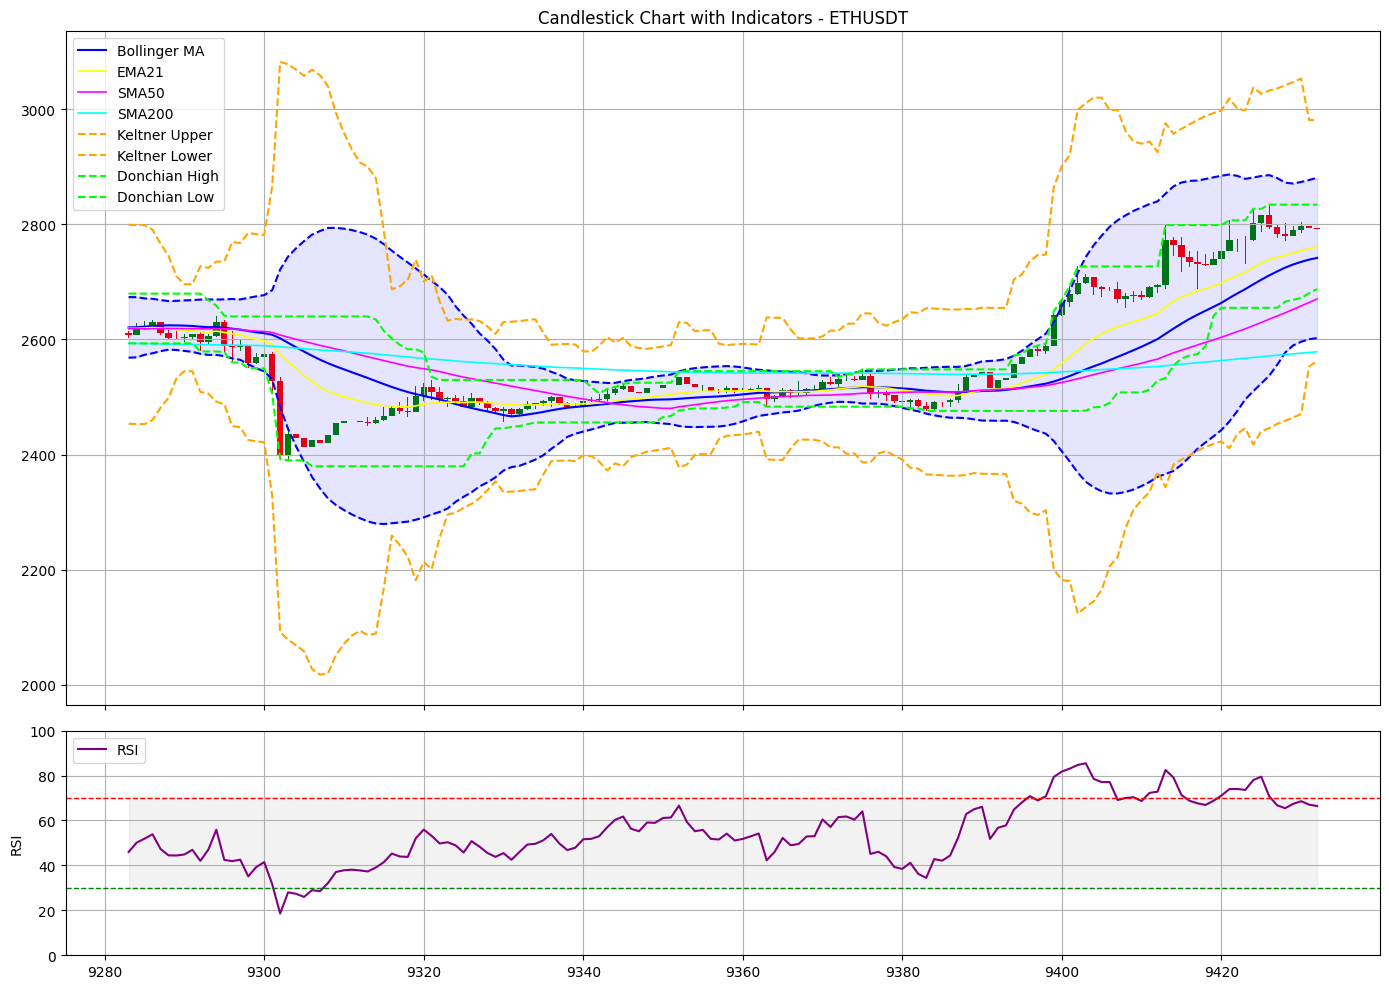 Candlestick Chart with Indicators - ETHUSDT
Bollinger MA
EMA21
SMA50
SMA200
Keltner Upper
Keltner Lower
Donchian High
Donchian Low
3000
2800
2600
2400
2200
2000
RSI
100
80
60
40
20
0
RSI
9280
9300
9320
9340
9360
9380
9400
9420